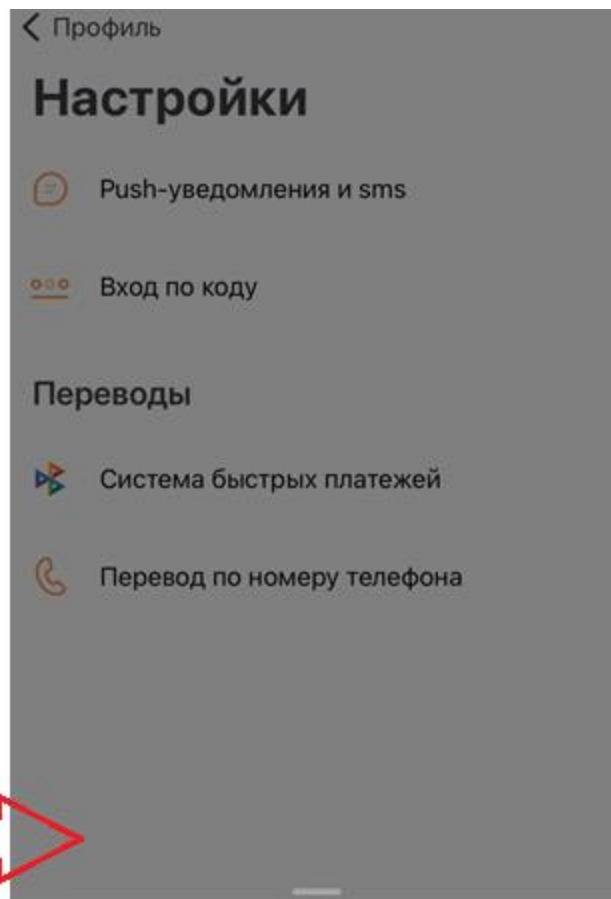 Профиль
Настройки
Push-уведомления и sms
Вход по коду
Переводы
Система быстрых платежей
Перевод по номеру телефона